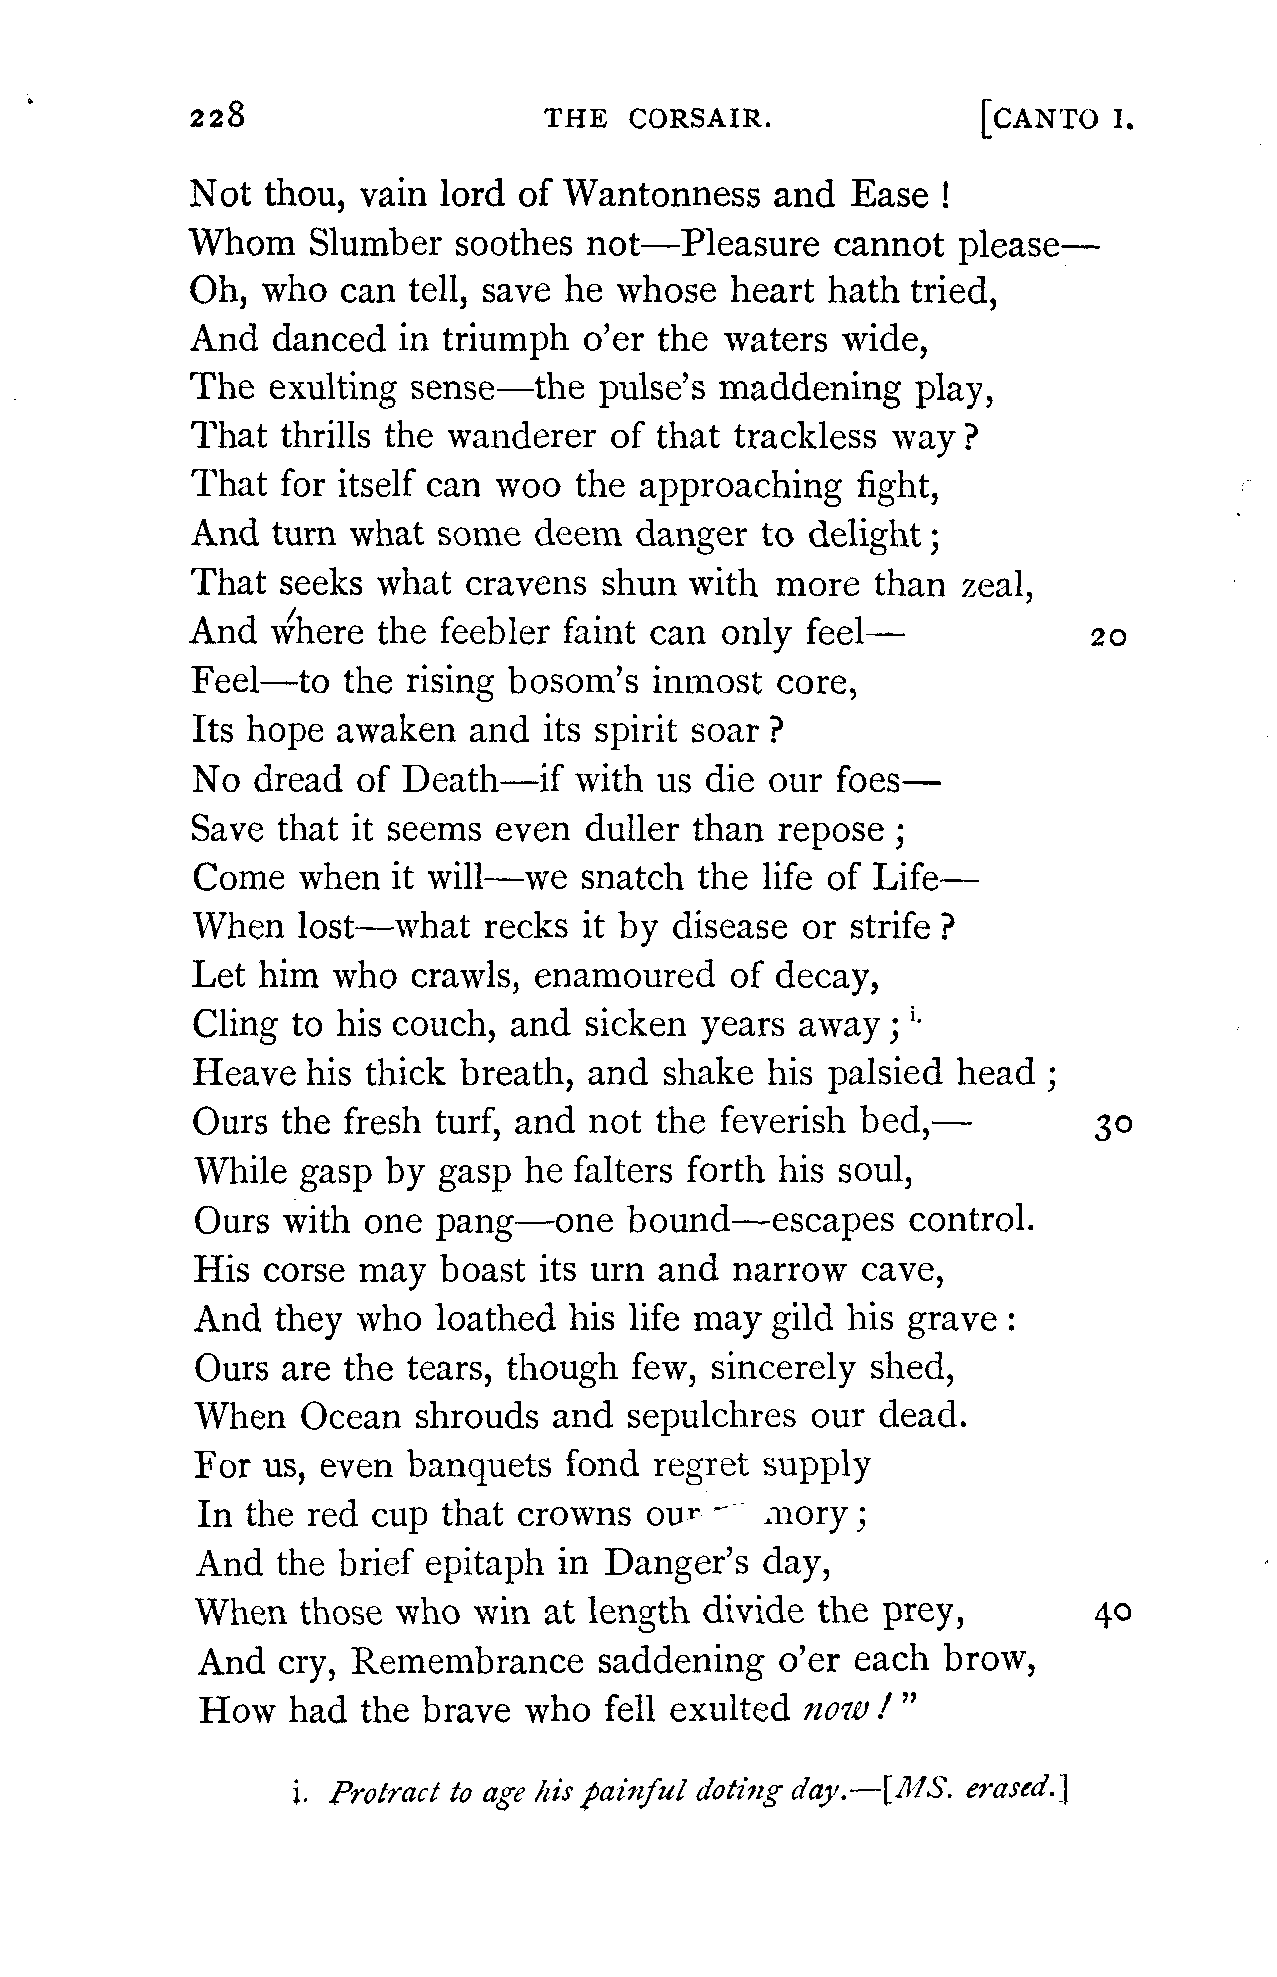 228 THE CORSAIR. [CANTO I.
Not thou, vain lord of Wantonness and Ease !
Whom Slumber soothes not—Pleasure cannot please—
Oh, who can tell, save he whose heart hath tried,
And danced in triumph o'er the waters wide,
The exulting sense—the pulse's maddening play,
That thrills the wanderer of that trackless way ?
That for itself can woo the approaching fight,
And turn what some deem danger to delight ;
That seeks what cravens shun with more than zeal,
And where the feebler faint can only feel— 20
Feel—to the rising bosom's inmost core,
Its hope awaken and its spirit soar ?
No dread of Death—if with us die our foes—
Save that it seems even duller than repose ;
Come when it will—we snatch the life of Life—
When lost—what recks it by disease or strife ?
Let him who crawls, enamoured of decay,
Cling to his couch, and sicken years away ; i.
Heave his thick breath, and shake his palsied head ;
Ours the fresh turf, and not the feverish bed,— 30
While gasp by gasp he falters forth his soul,
Ours with one pang—one bound—escapes control.
His corse may boast its urn and narrow cave,
And they who loathed his life may gild his grave :
Ours are the tears, though few, sincerely shed,
When Ocean shrouds and sepulchres our dead.
For us, even banquets fond regret supply
In the red cup that crowns our mory ;
And the brief epitaph in Danger's day,
When those who win at length divide the prey, 40
And cry, Remembrance saddening o'er each brow,
How had the brave who fell exulted now ! "
i. Protract to age his painful doting day.—[MS. erased.]